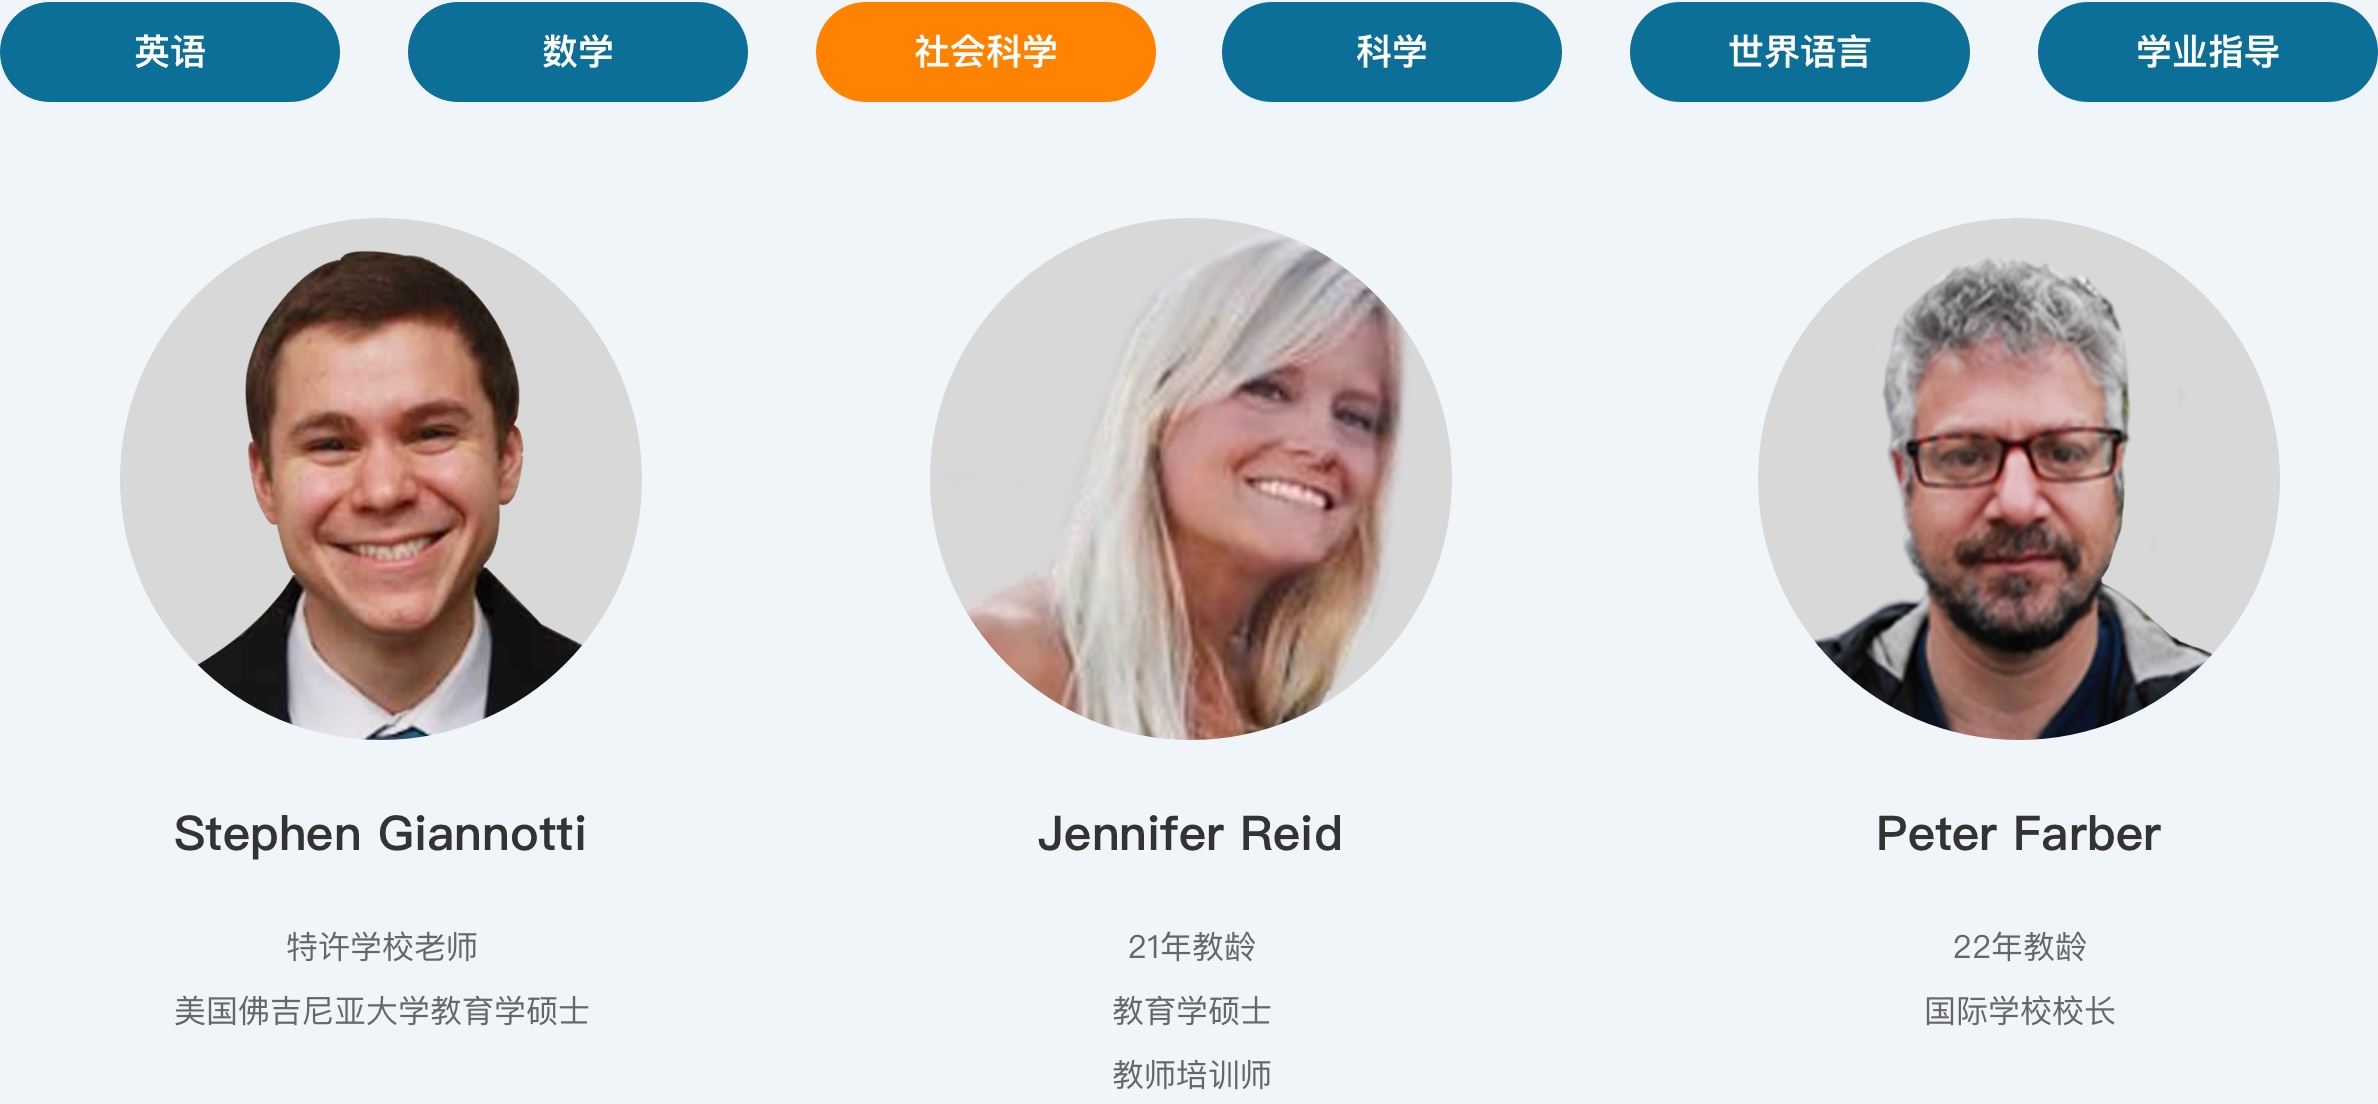 英语
数学
社会科学
科学
世界语言
学业指导
Stephen Giannotti
Jennifer Reid
Peter Farber
特许学校老师
21年教龄
22年教龄
美国佛吉尼亚大学教育学硕士
教育学硕士
国际学校校长
教师培训师